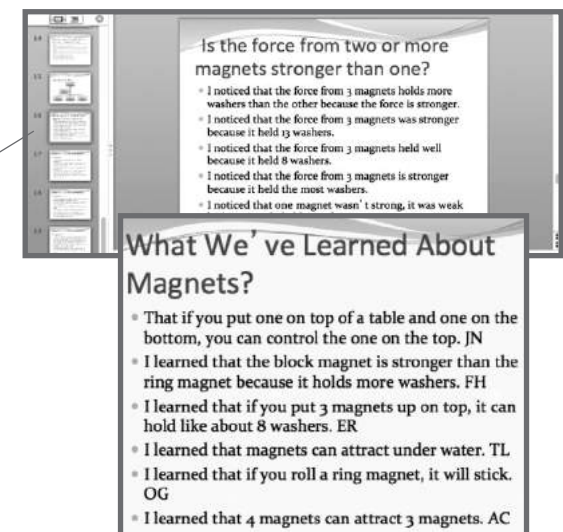 Is the force from two or more
magnets stronger than one?
I noticed that the force from 3 magnets holds more
washers than the other because the force is stronger.
I noticed that the force from 3 magnets was stronger
because it held 13 washers.
I noticed that the force from 3 magnets held well
because it held 8 washers.
I noticed that the force from 3 magnets is stronger
because it held the most washers.
I noticed that one magnet wasn't strong, it was weak
What We've Learned About
Magnets?
That if you put one on top of a table and one on the
bottom, you can control the one on the top. JN
I learned that the block magnet is stronger than the
ring magnet because it holds more washers. FH
I learned that if you put 3 magnets up on top, it can
hold like about 8 washers. ER
I learned that magnets can attract under water. TL
I learned that if you roll a ring magnet, it will stick.
OG
I learned that 4 magnets can attract 3 magnets. AC